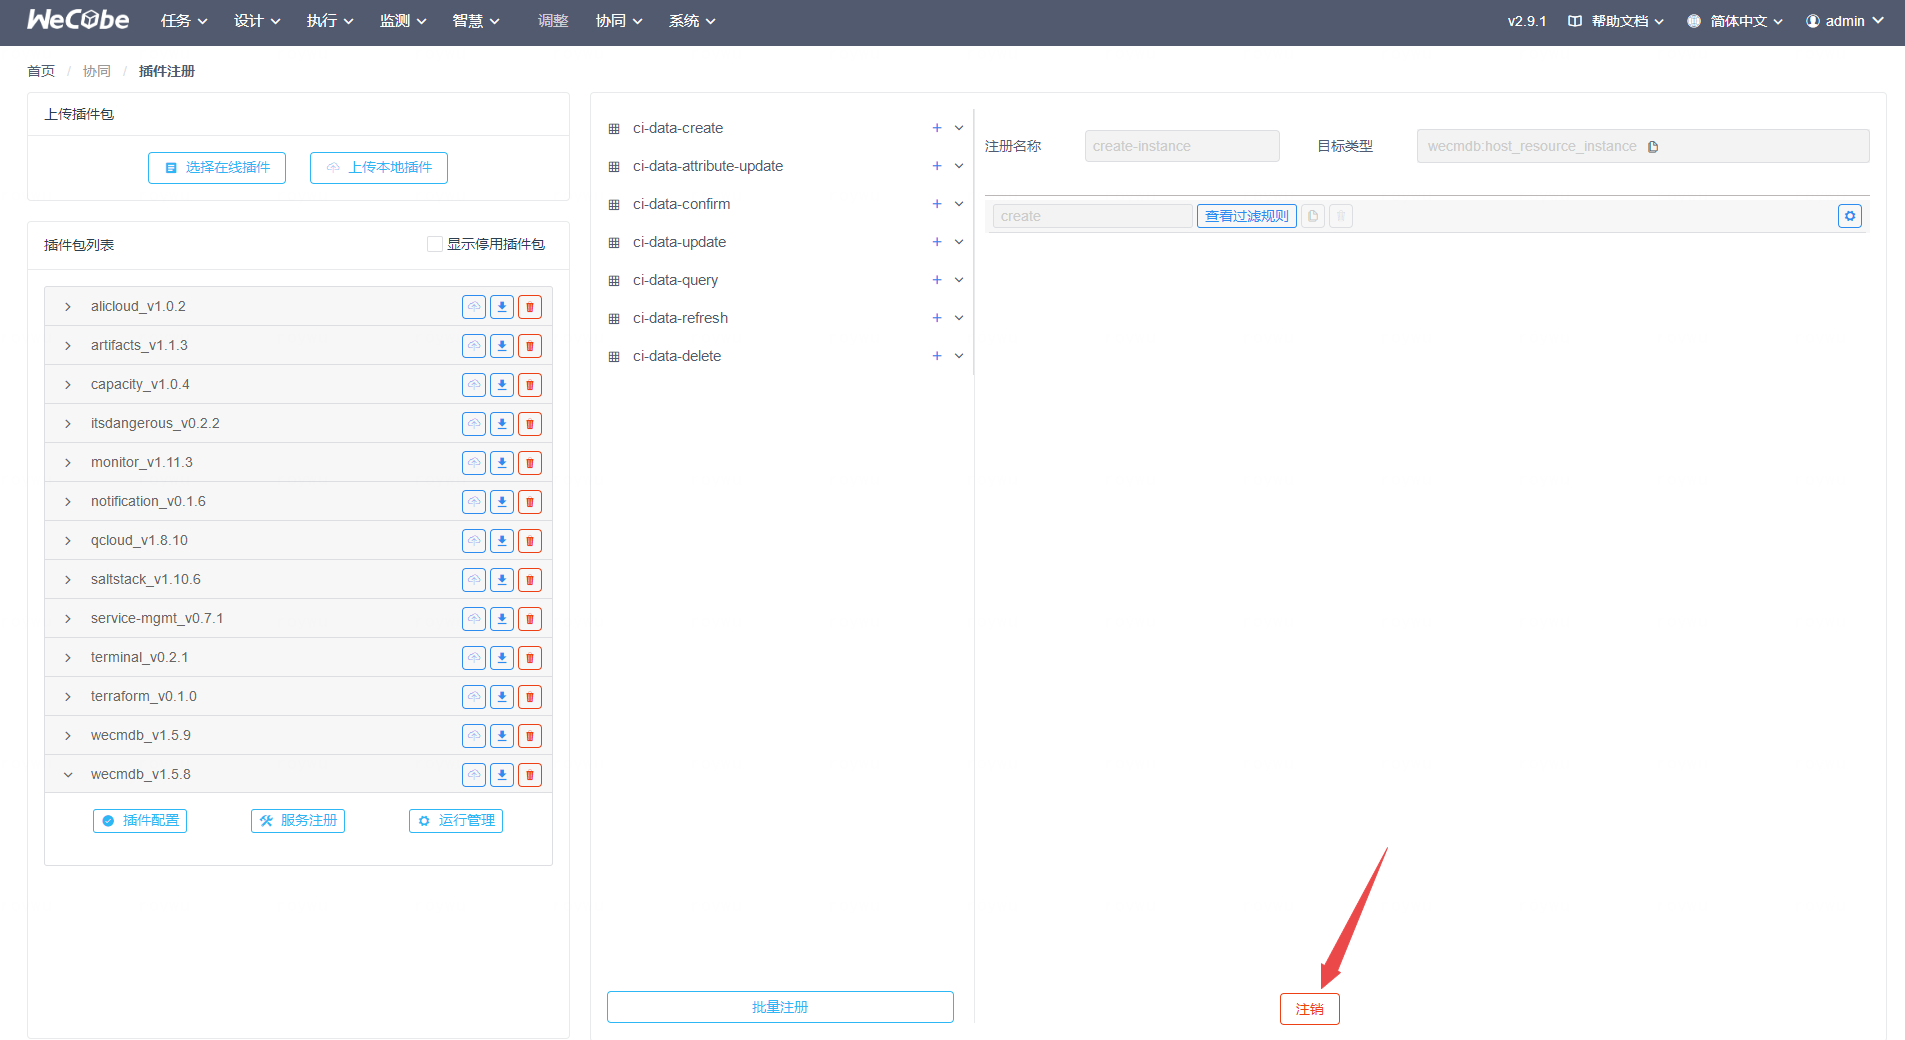 WeCube 任务 设计 执行 监测 智慧 调整 协同 系统 v2.9.1 帮助文档 简体中文 admin
首页 / 协同 / 插件注册
上传插件包
选择在线插件 上传本地插件
插件包列表 显示停用插件包
alicloud_v1.0.2
artifacts_v1.1.3
capacity_v1.0.4
itsdangerous_v0.2.2
monitor_v1.11.3
notification_v0.1.6
qcloud_v1.8.10
saltstack_v1.10.6
service-mgmt_v0.7.1
terminal_v0.2.1
terraform_v0.1.0
wecmdb_v1.5.9
wecmdb_v1.5.8
插件配置 服务注册 运行管理
ci-data-create
ci-data-attribute-update
ci-data-confirm
ci-data-update
ci-data-query
ci-data-refresh
ci-data-delete
批量注册
注册名称 create-instance 目标类型 wecmdb:host_resource_instance
create 查看过滤规则
注销